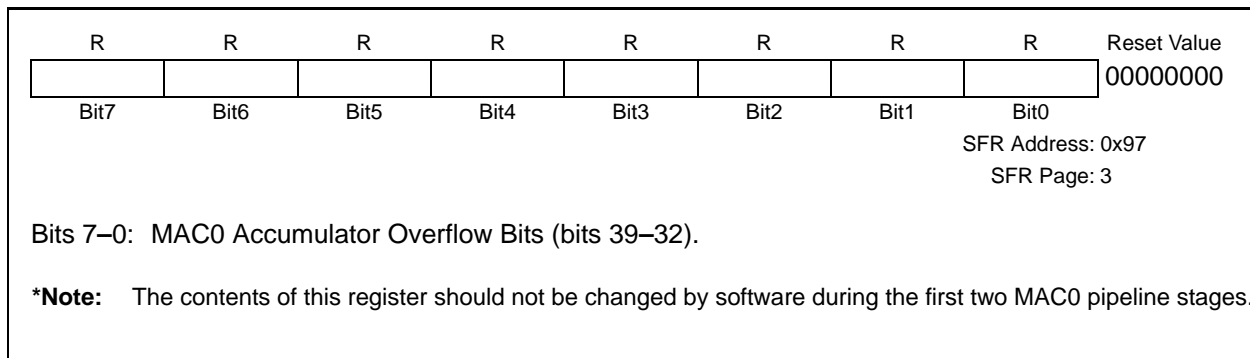 R R R R R R R R Reset Value
00000000
Bit7 Bit6 Bit5 Bit4 Bit3 Bit2 Bit1 Bit0
SFR Address: 0x97
SFR Page: 3
Bits 7–0: MAC0 Accumulator Overflow Bits (bits 39–32).
*Note: The contents of this register should not be changed by software during the first two MAC0 pipeline stages.